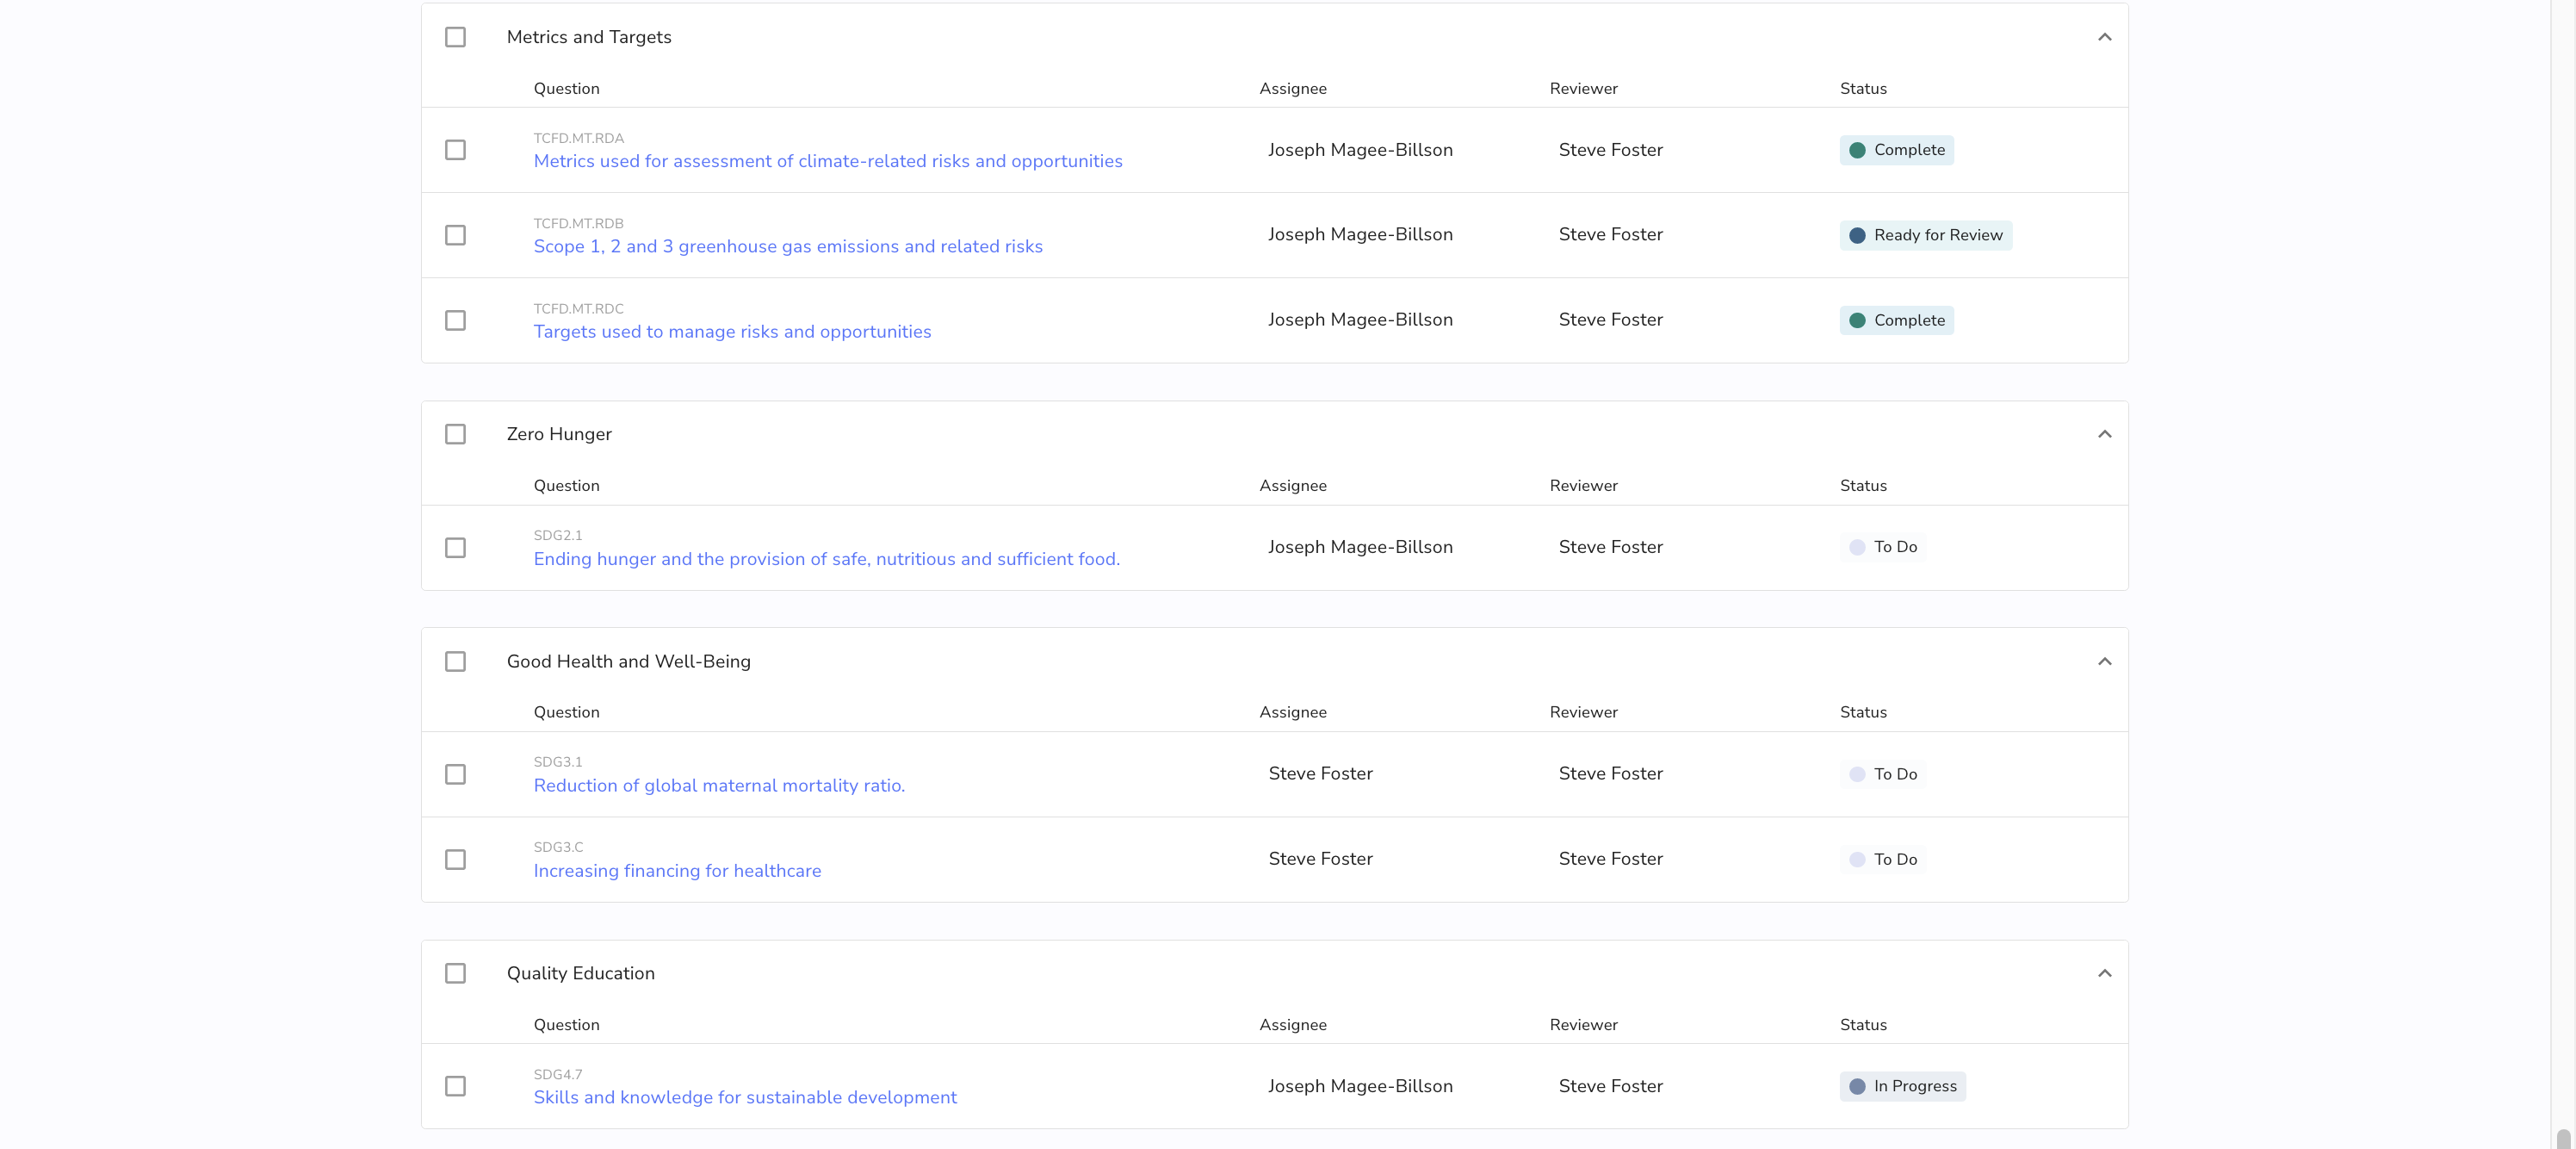 Metrics and Targets
Question Assignee Reviewer Status
TCFD.MT.RDA
Metrics used for assessment of climate-related risks and opportunities Joseph Magee-Billson Steve Foster Complete
TCFD.MT.RDB
Scope 1, 2 and 3 greenhouse gas emissions and related risks Joseph Magee-Billson Steve Foster Ready for Review
TCFD.MT.RDC
Targets used to manage risks and opportunities Joseph Magee-Billson Steve Foster Complete
Zero Hunger
Question Assignee Reviewer Status
SDG2.1
Ending hunger and the provision of safe, nutritious and sufficient food. Joseph Magee-Billson Steve Foster To Do
Good Health and Well-Being
Question Assignee Reviewer Status
SDG3.1
Reduction of global maternal mortality ratio. Steve Foster Steve Foster To Do
SDG3.C
Increasing financing for healthcare Steve Foster Steve Foster To Do
Quality Education
Question Assignee Reviewer Status
SDG4.7
Skills and knowledge for sustainable development Joseph Magee-Billson Steve Foster In Progress